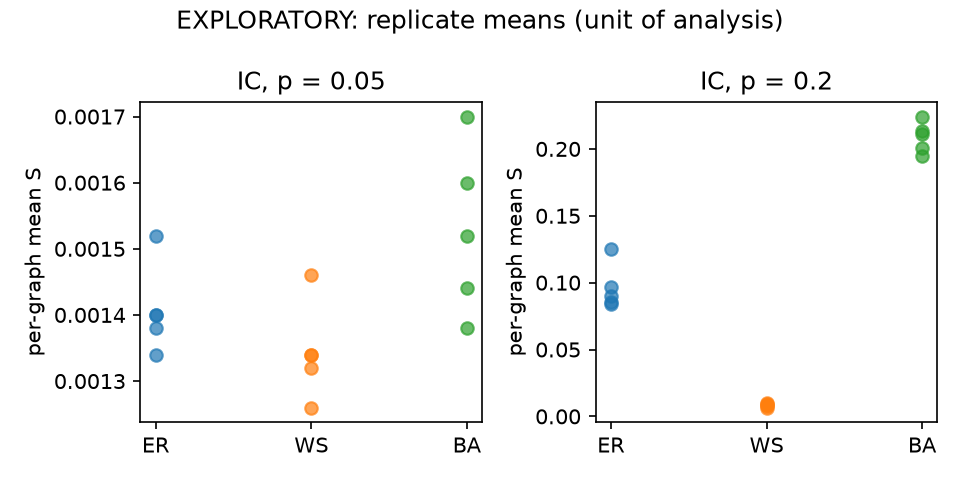 EXPLORATORY: replicate means (unit of analysis)
IC, p = 0.05
per-graph mean S
0.0017
0.0016
0.0015
0.0014
0.0013
ER WS BA
IC, p = 0.2
per-graph mean S
0.20
0.15
0.10
0.05
0.00
ER WS BA